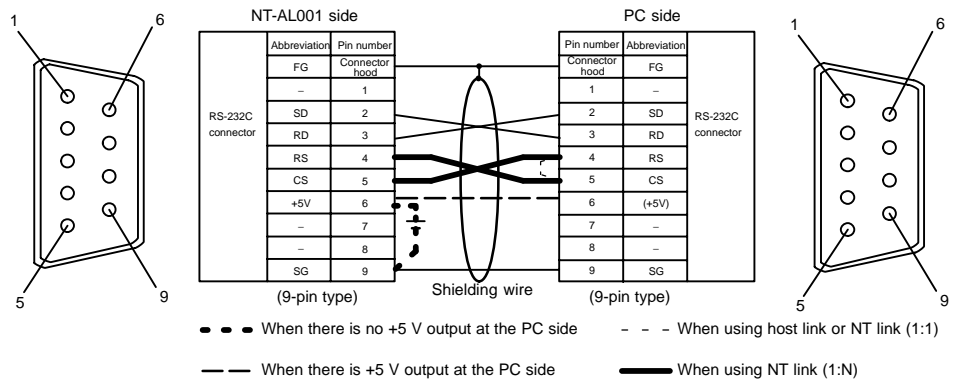 NT-AL001 side PC side
1 6 1 6
Abbreviation Pin number Pin number Abbreviation
FG Connector hood Connector hood FG
– 1 1 –
RS-232C connector SD 2 2 SD RS-232C connector
RD 3 3 RD
RS 4 4 RS
CS 5 5 CS
+5V 6 6 (+5V)
– 7 7 –
– 8 8 –
SG 9 9 SG
5 9 5 9
(9-pin type) Shielding wire (9-pin type)
When there is no +5 V output at the PC side When using host link or NT link (1:1)
When there is +5 V output at the PC side When using NT link (1:N)